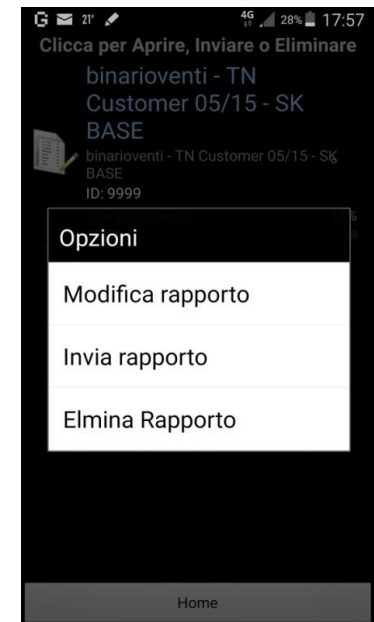 21° 4G 28% 17:57
Clicca per Aprire, Inviare o Eliminare
binarioventi - TN
Customer 05/15 - SK
BASE
binarioventi - TN Customer 05/15 - SK
BASE
ID: 9999
Opzioni
Modifica rapporto
Invia rapporto
Elmina Rapporto
Home